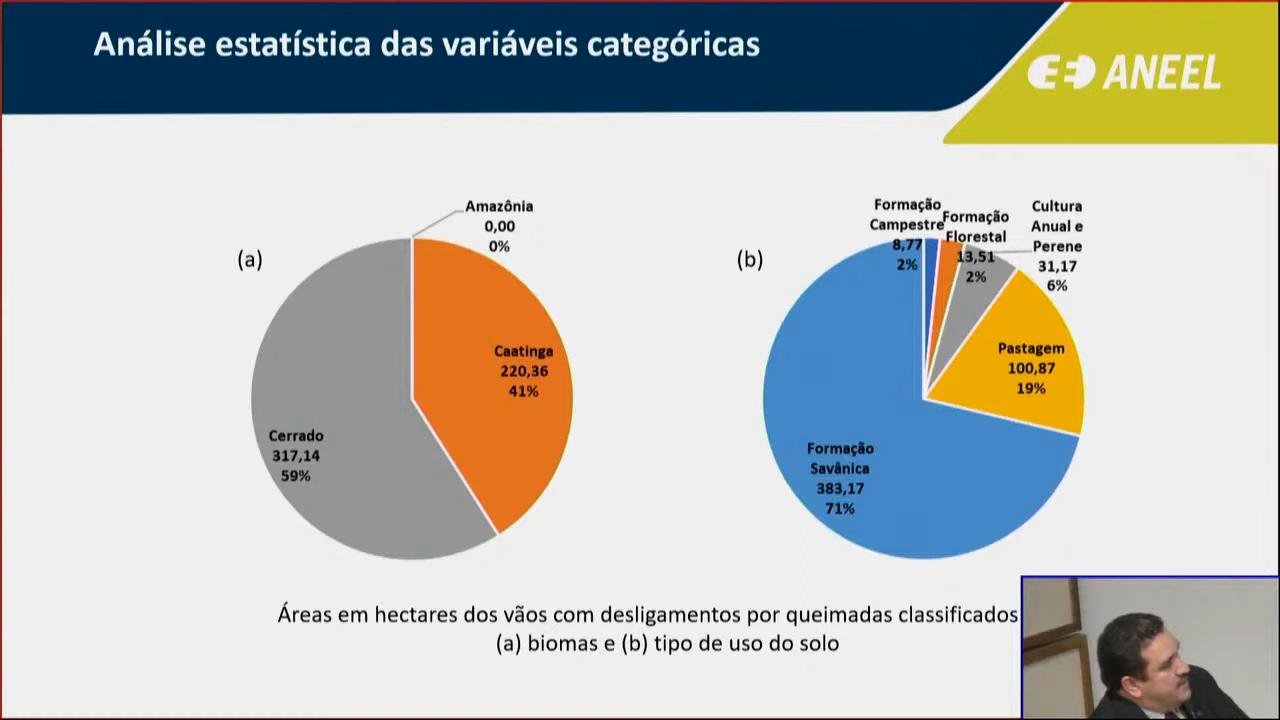 Análise estatística das variáveis categóricas
ANEEL
(a)
Amazônia
0,00
0%
Caatinga
220,36
41%
Cerrado
317,14
59%
(b)
Formação
Campestre
8,77
2%
Formação
Florestal
13,51
2%
Cultura
Anual e
Perene
31,17
6%
Pastagem
100,87
19%
Formação
Savânica
383,17
71%
Áreas em hectares dos vãos com desligamentos por queimadas classificados
(a) biomas e (b) tipo de uso do solo